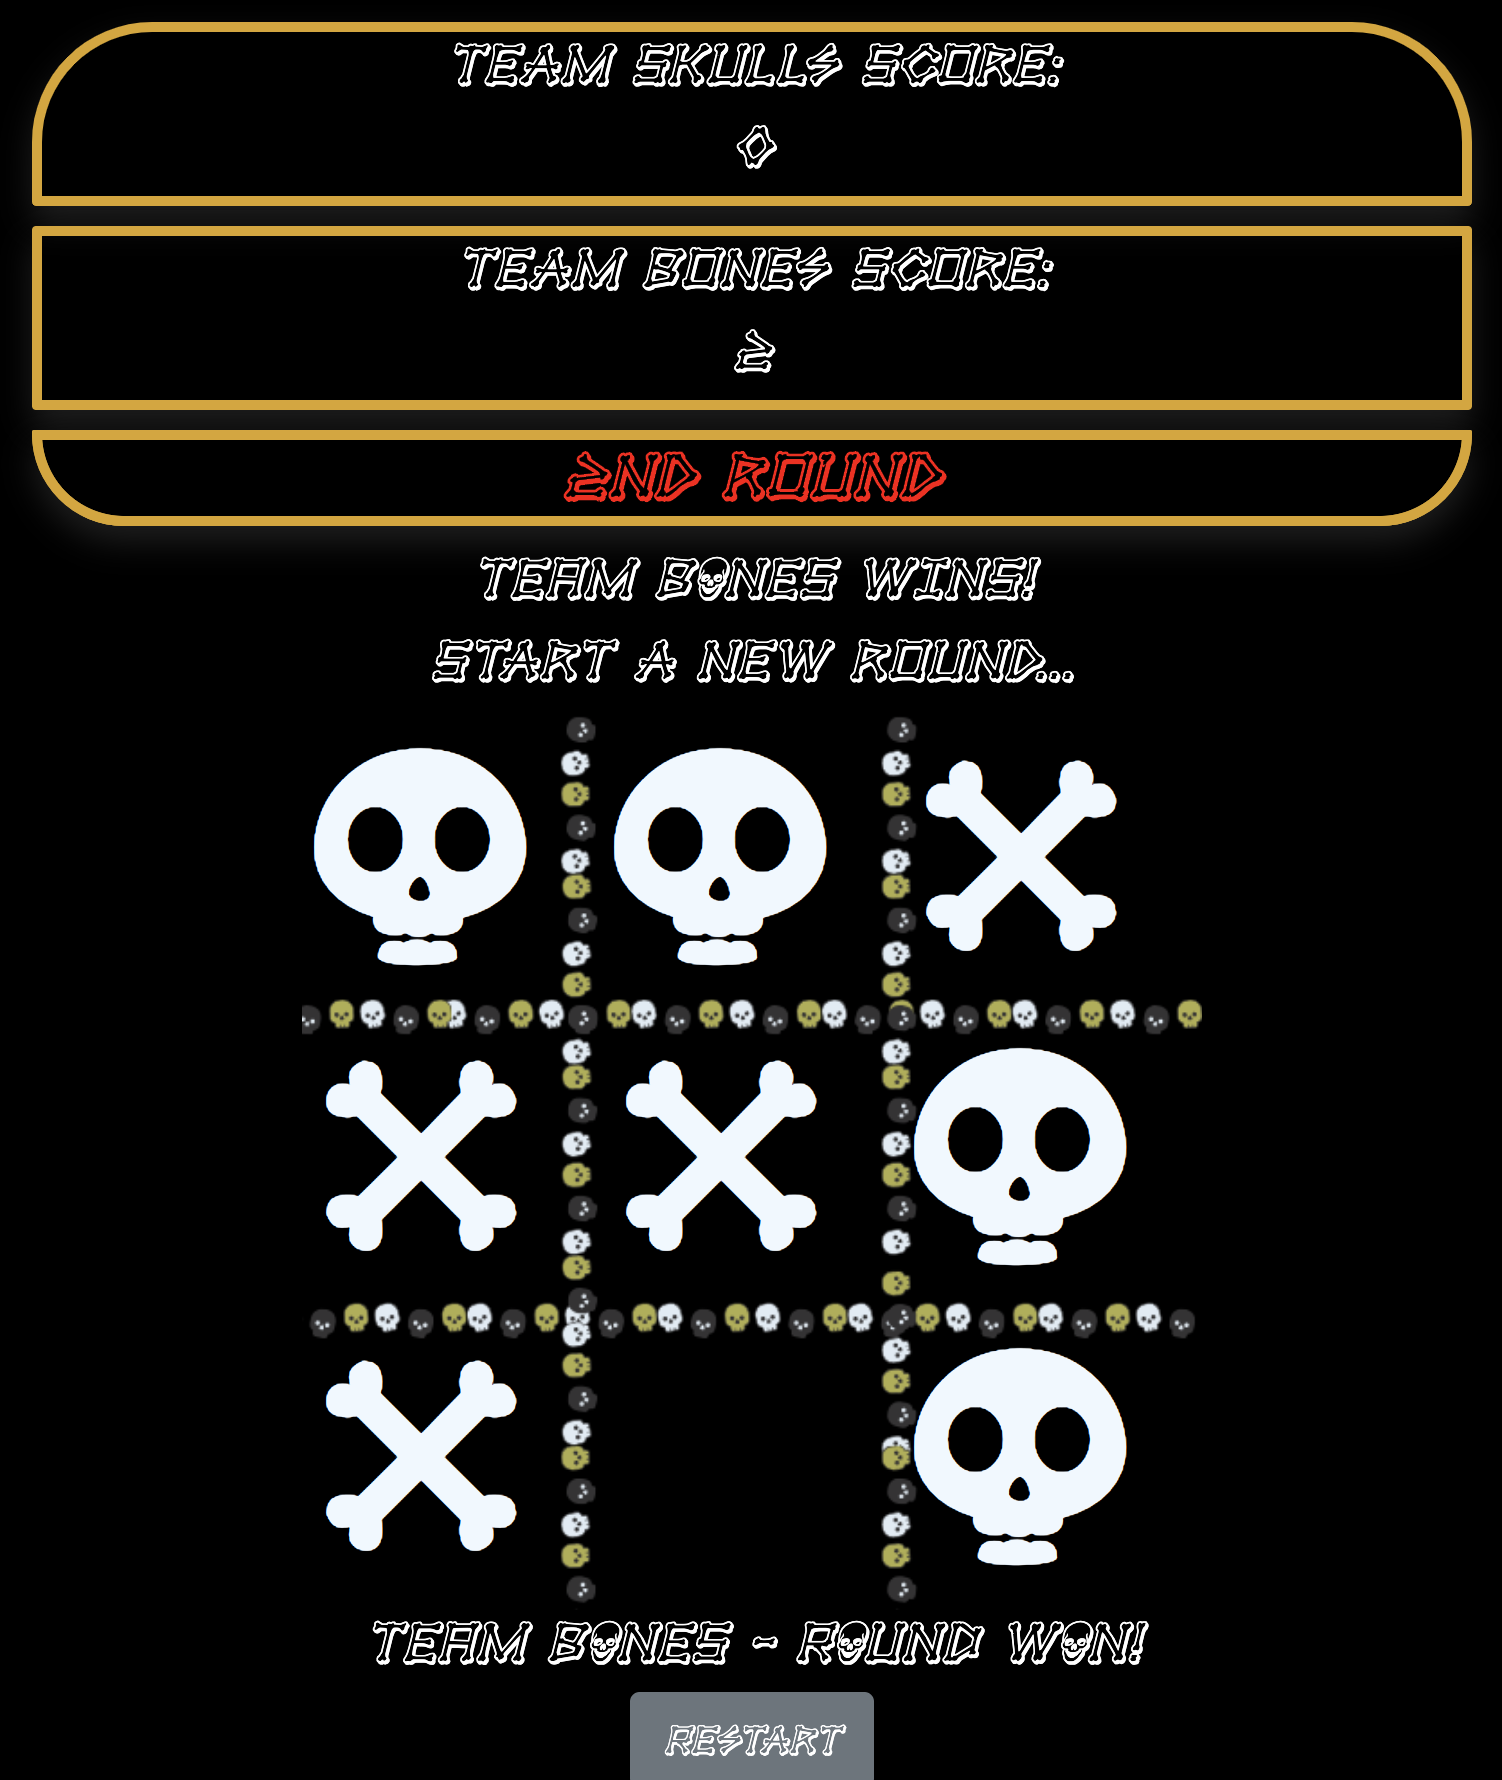 TEAM SKULLS SCORE:
0
TEAM BONES SCORE:
2
2ND ROUND
TEAM BONES WINS!
START A NEW ROUND...
TEAM BONES - ROUND WON!
RESTART